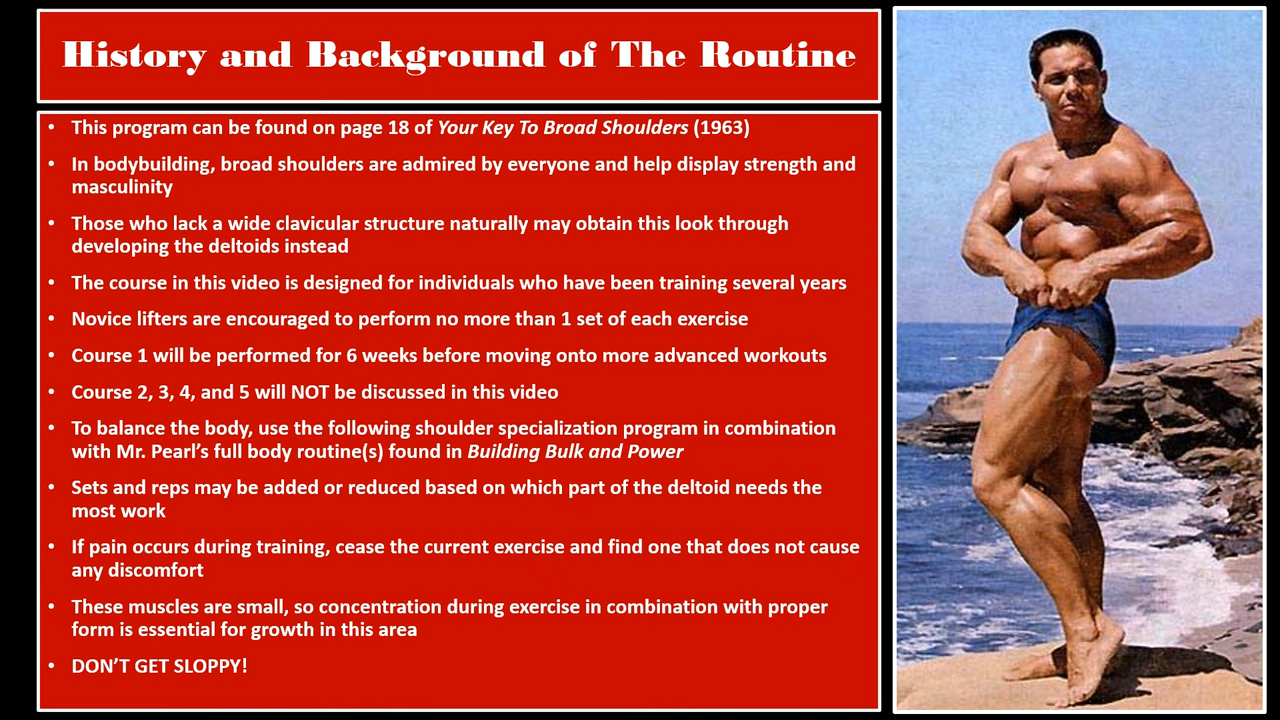 History and Background of The Routine
• This program can be found on page 18 of Your Key To Broad Shoulders (1963)
• In bodybuilding, broad shoulders are admired by everyone and help display strength and
masculinity
• Those who lack a wide clavicular structure naturally may obtain this look through
developing the deltoids instead
• The course in this video is designed for individuals who have been training several years
• Novice lifters are encouraged to perform no more than 1 set of each exercise
• Course 1 will be performed for 6 weeks before moving onto more advanced workouts
• Course 2, 3, 4, and 5 will NOT be discussed in this video
• To balance the body, use the following shoulder specialization program in combination
with Mr. Pearl’s full body routine(s) found in Building Bulk and Power
• Sets and reps may be added or reduced based on which part of the deltoid needs the
most work
• If pain occurs during training, cease the current exercise and find one that does not cause
any discomfort
• These muscles are small, so concentration during exercise in combination with proper
form is essential for growth in this area
• DON’T GET SLOPPY!